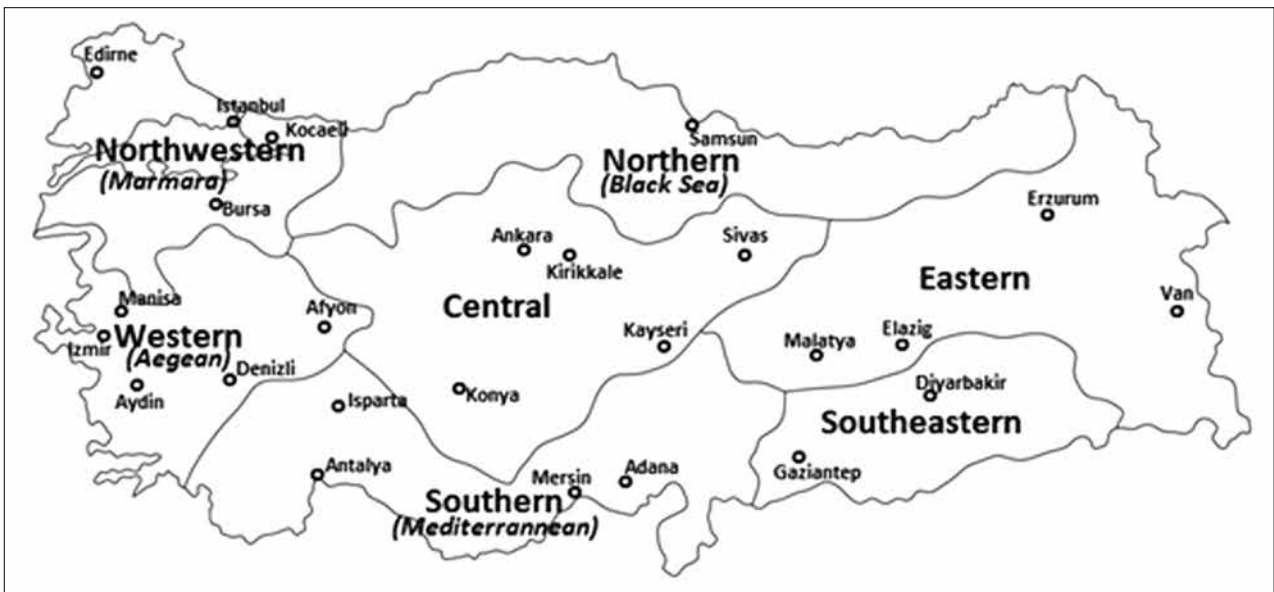 Edirne
Istanbul
Kocaeli
Northwestern
(Marmara)
Bursa
Samsun
Northern
(Black Sea)
Erzurum
Ankara
Kirikkale
Sivas
Eastern
Van
Central
Manisa
Izmir
Western
(Aegean)
Afyon
Denizli
Aydin
Kayseri
Malatya
Elazig
Diyarbakir
Southeastern
Gaziantep
Konya
Isparta
Antalya
Mersin
Adana
Southern
(Mediterrannean)